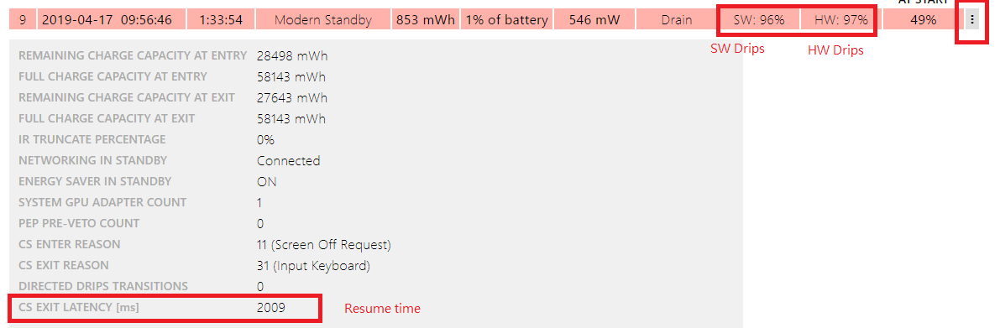 AT START
9 2019-04-17 09:56:46 1:33:54 Modern Standby 853 mWh 1% of battery 546 mW Drain SW: 96% HW: 97% 49%
SW Drips HW Drips
REMAINING CHARGE CAPACITY AT ENTRY 28498 mWh
FULL CHARGE CAPACITY AT ENTRY 58143 mWh
REMAINING CHARGE CAPACITY AT EXIT 27643 mWh
FULL CHARGE CAPACITY AT EXIT 58143 mWh
IR TRUNCATE PERCENTAGE 0%
NETWORKING IN STANDBY Connected
ENERGY SAVER IN STANDBY ON
SYSTEM GPU ADAPTER COUNT 1
PEP PRE-VETO COUNT 0
CS ENTER REASON 11 (Screen Off Request)
CS EXIT REASON 31 (Input Keyboard)
DIRECTED DRIPS TRANSITIONS 0
CS EXIT LATENCY [ms] 2009 Resume time